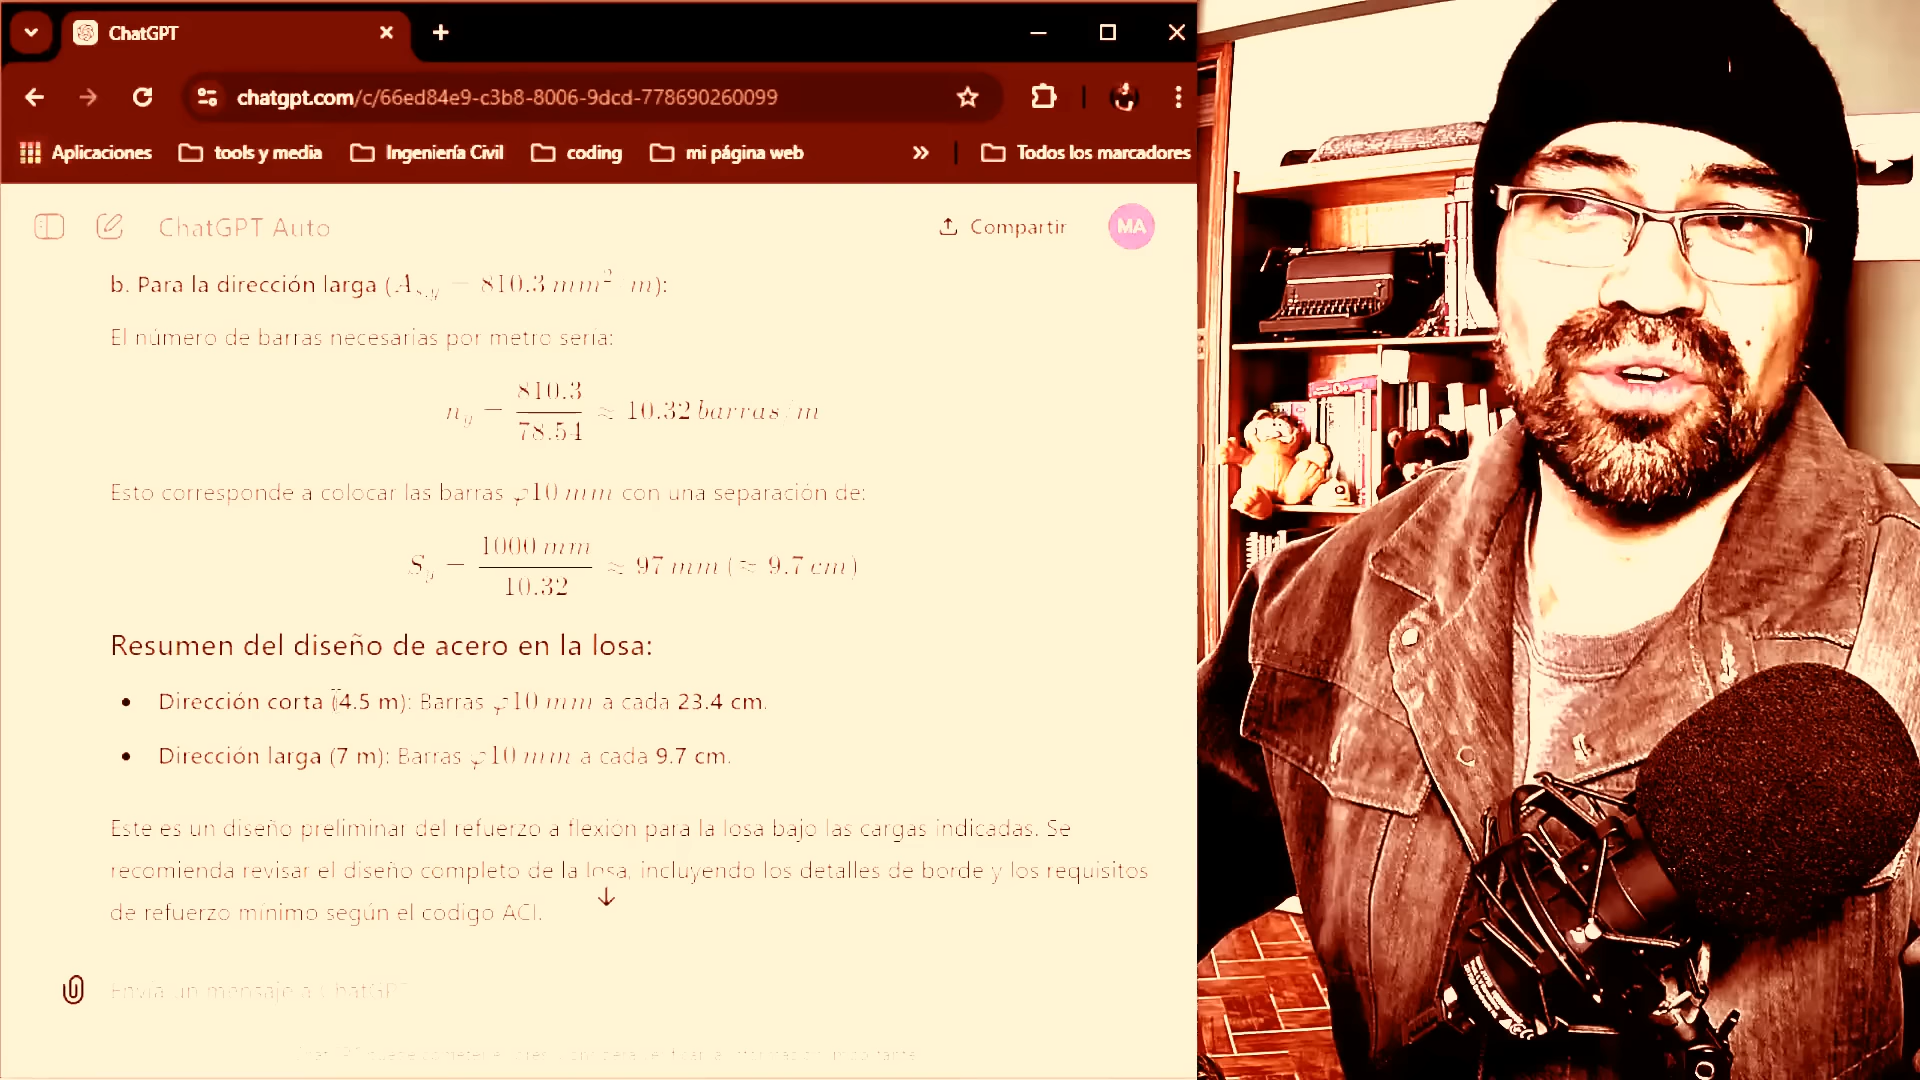 ChatGPT
chatgpt.com/c/66ed84e9-c3b8-8006-9dcd-778690260099
Aplicaciones tools y media Ingeniería Civil coding mi página web » Todos los marcadores
ChatGPT Auto Compartir MA
b. Para la dirección larga (A_{s,y} = 810.3 mm²/m):
El número de barras necesarias por metro sería:
n_y = 810.3 / 78.54 ≈ 10.32 barras/m
Esto corresponde a colocar las barras φ10 mm con una separación de:
S_y = 1000 mm / 10.32 ≈ 97 mm (≈ 9.7 cm)
Resumen del diseño de acero en la losa:
• Dirección corta (4.5 m): Barras φ10 mm a cada 23.4 cm.
• Dirección larga (7 m): Barras φ10 mm a cada 9.7 cm.
Este es un diseño preliminar del refuerzo a flexión para la losa bajo las cargas indicadas. Se
recomienda revisar el diseño completo de la losa, incluyendo los detalles de borde y los requisitos
de refuerzo mínimo según el código ACI.
Envía un mensaje a ChatGPT